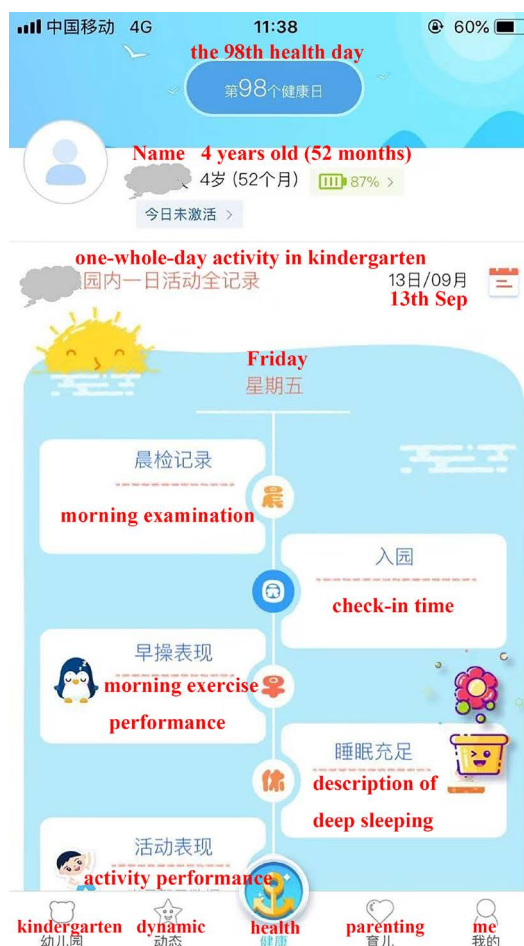 中国移动 4G 11:38 60%
the 98th health day
第98个健康日
Name 4 years old (52 months)
4岁 (52个月) 87% >
今日未激活 >
one-whole-day activity in kindergarten
园内一日活动全记录 13日/09月
13th Sep
Friday
星期五
晨检记录
晨
morning examination
入园
check-in time
早操表现
早
morning exercise
performance
睡眠充足
休
description of
deep sleeping
活动表现
activity performance
kindergarten dynamic health parenting me
幼儿园 动态 健康 育儿 我的